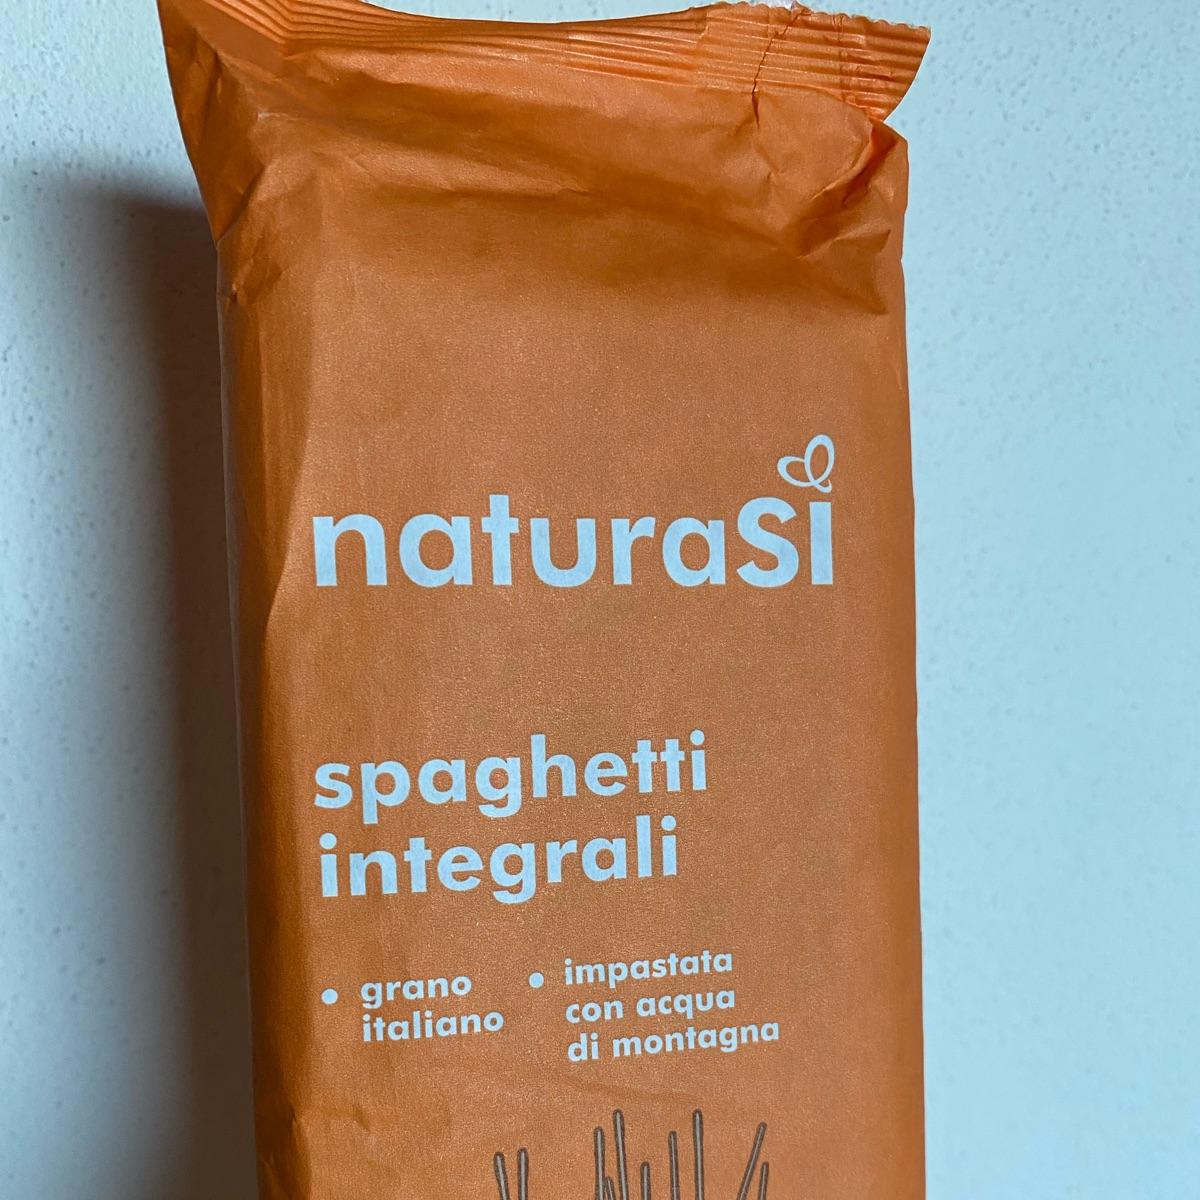 naturaSì
spaghetti
integrali
• grano
italiano
• impastata
con acqua
di montagna